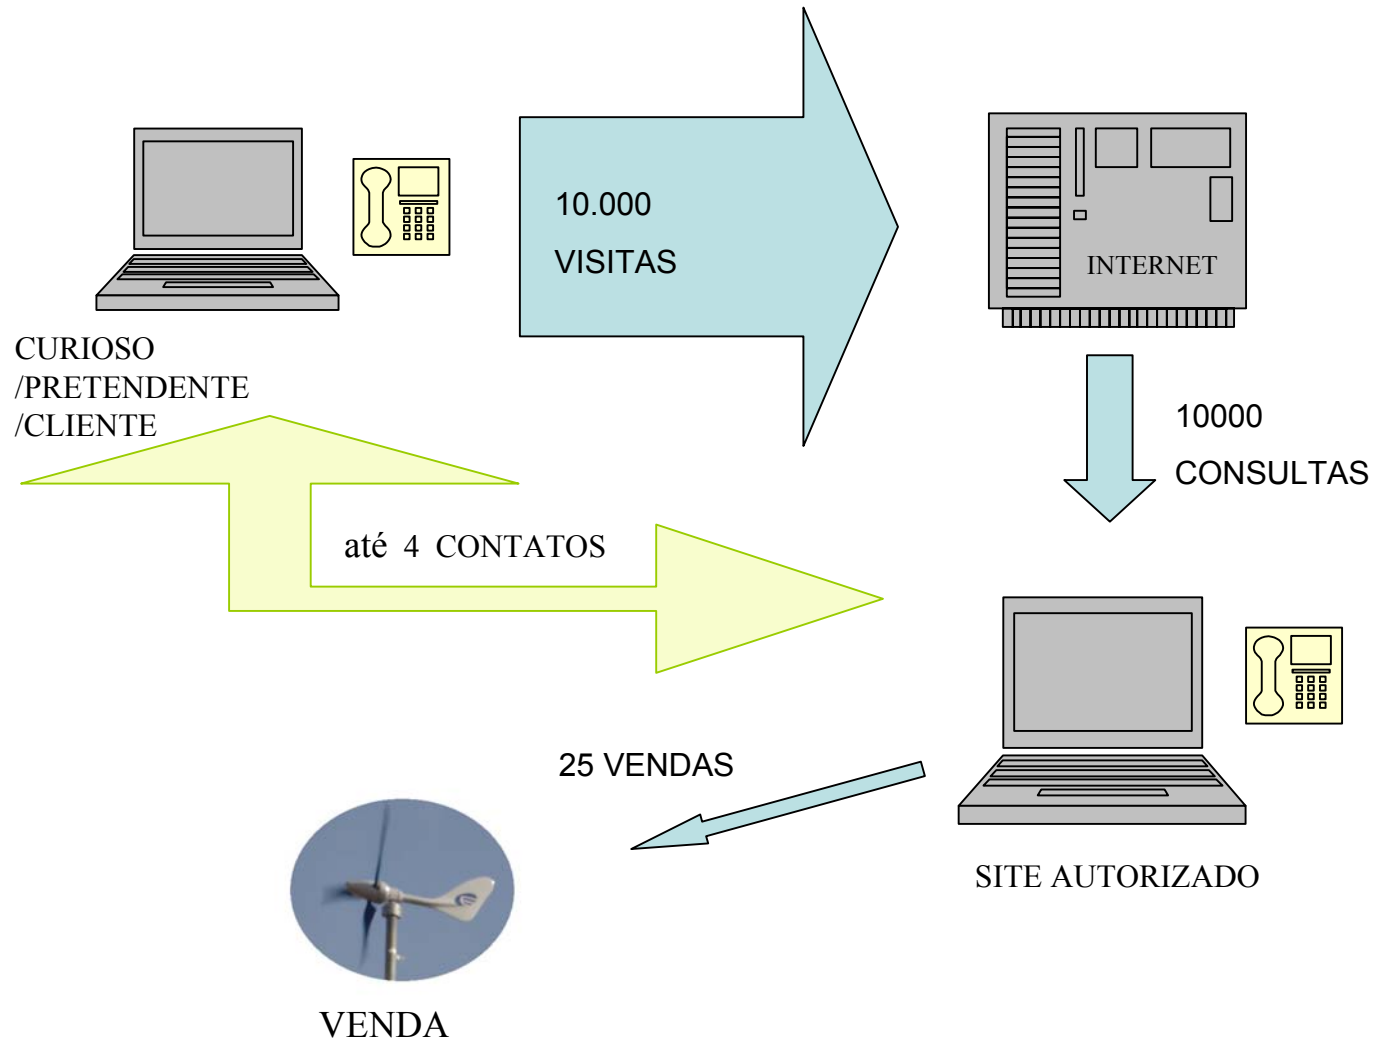 10.000
VISITAS
INTERNET
CURIOSO
/PRETENDENTE
/CLIENTE
10000
CONSULTAS
até 4 CONTATOS
25 VENDAS
SITE AUTORIZADO
VENDA